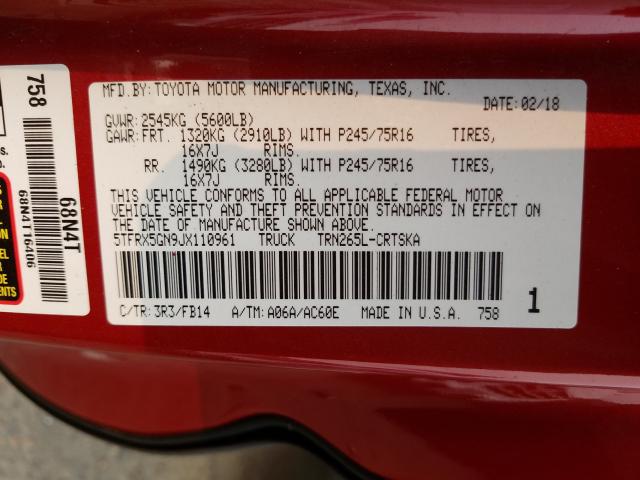 MFD.BY: TOYOTA MOTOR MANUFACTURING, TEXAS, INC.
DATE: 02/18
GVWR: 2545KG (5600LB)
GAWR: FRT. 1320KG (2910LB) WITH P245/75R16 TIRES,
16X7J RIMS.
RR. 1490KG (3280LB) WITH P245/75R16 TIRES,
16X7J RIMS.
THIS VEHICLE CONFORMS TO ALL APPLICABLE FEDERAL MOTOR
VEHICLE SAFETY AND THEFT PREVENTION STANDARDS IN EFFECT ON
THE DATE OF MANUFACTURE SHOWN ABOVE.
5TFRX5GN9JX110961 TRUCK TRN265L-CRTSKA
C/TR: 3R3/FB14 A/TM: A06A/AC60E MADE IN U.S.A. 758 1
758
68N4T
68N4T16406